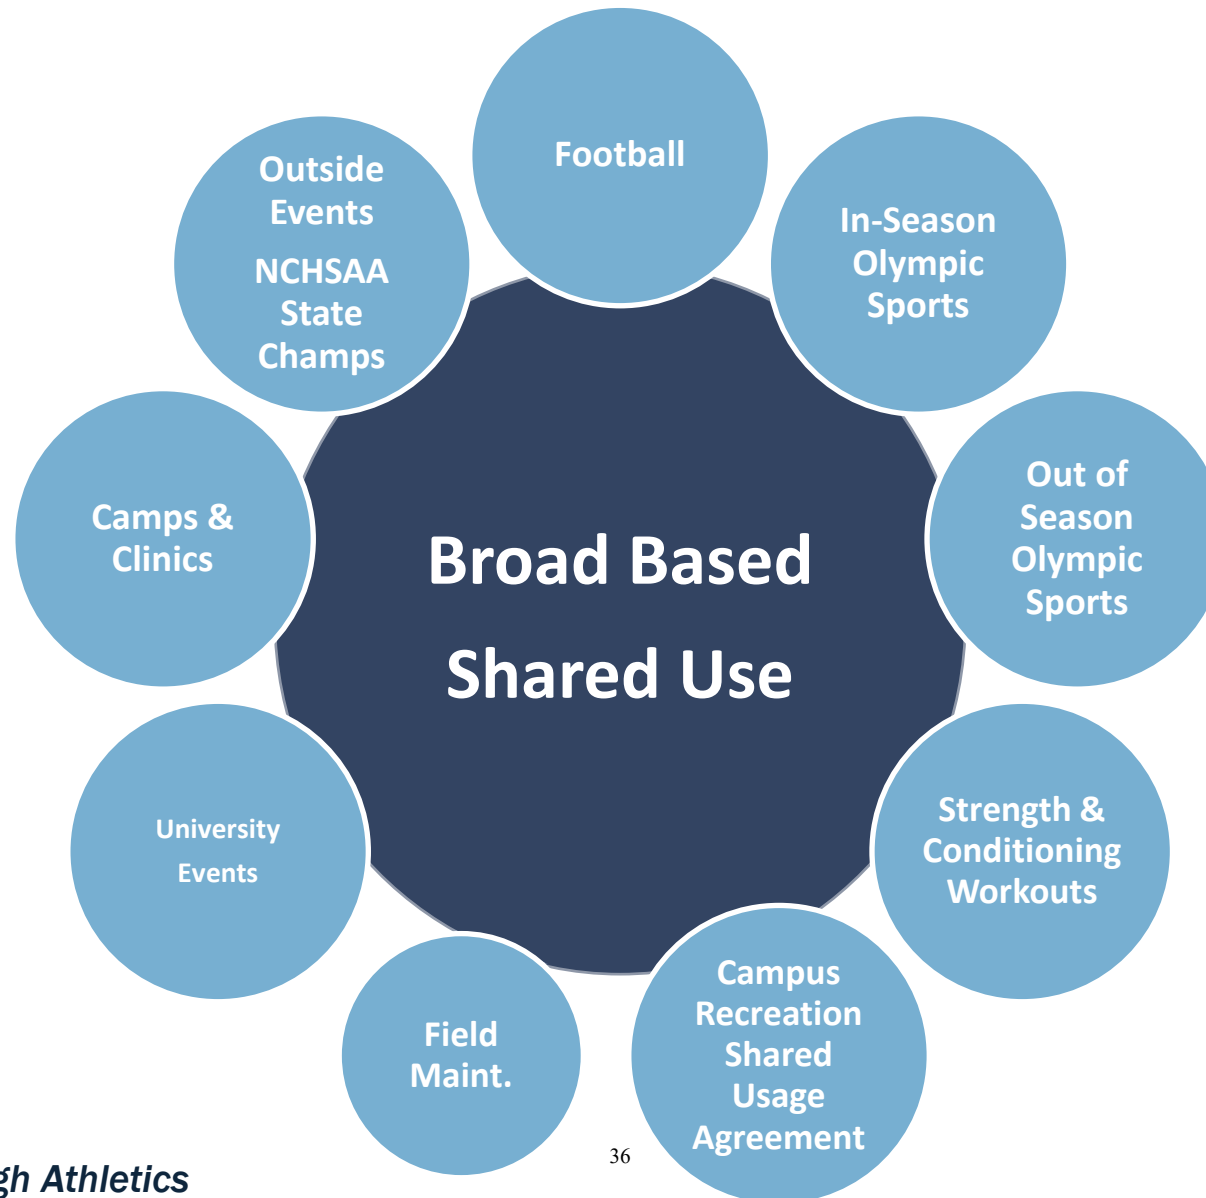 Football
In-Season
Olympic
Sports
Out of
Season
Olympic
Sports
Strength &
Conditioning
Workouts
Campus
Recreation
Shared
Usage
Agreement
Field
Maint.
University
Events
Camps &
Clinics
Outside
Events
NCHSAA
State
Champs
Broad Based
Shared Use
36
gh Athletics